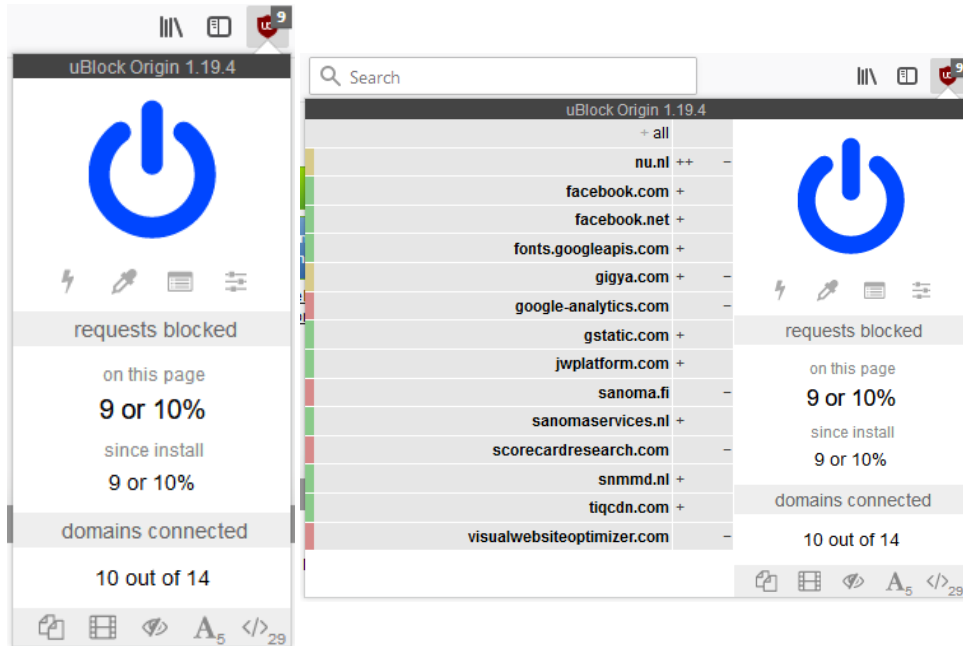 9
uBlock Origin 1.19.4
requests blocked
on this page
9 or 10%
since install
9 or 10%
domains connected
10 out of 14
A 5 </> 29
Search
9
uBlock Origin 1.19.4
+ all
nu.nl ++ −
facebook.com +
facebook.net +
fonts.googleapis.com +
gigya.com + −
google-analytics.com −
gstatic.com +
jwplatform.com +
sanoma.fi −
sanomaservices.nl +
scorecardresearch.com −
snmmd.nl +
tiqcdn.com +
visualwebsiteoptimizer.com −
requests blocked
on this page
9 or 10%
since install
9 or 10%
domains connected
10 out of 14
A 5 </> 29